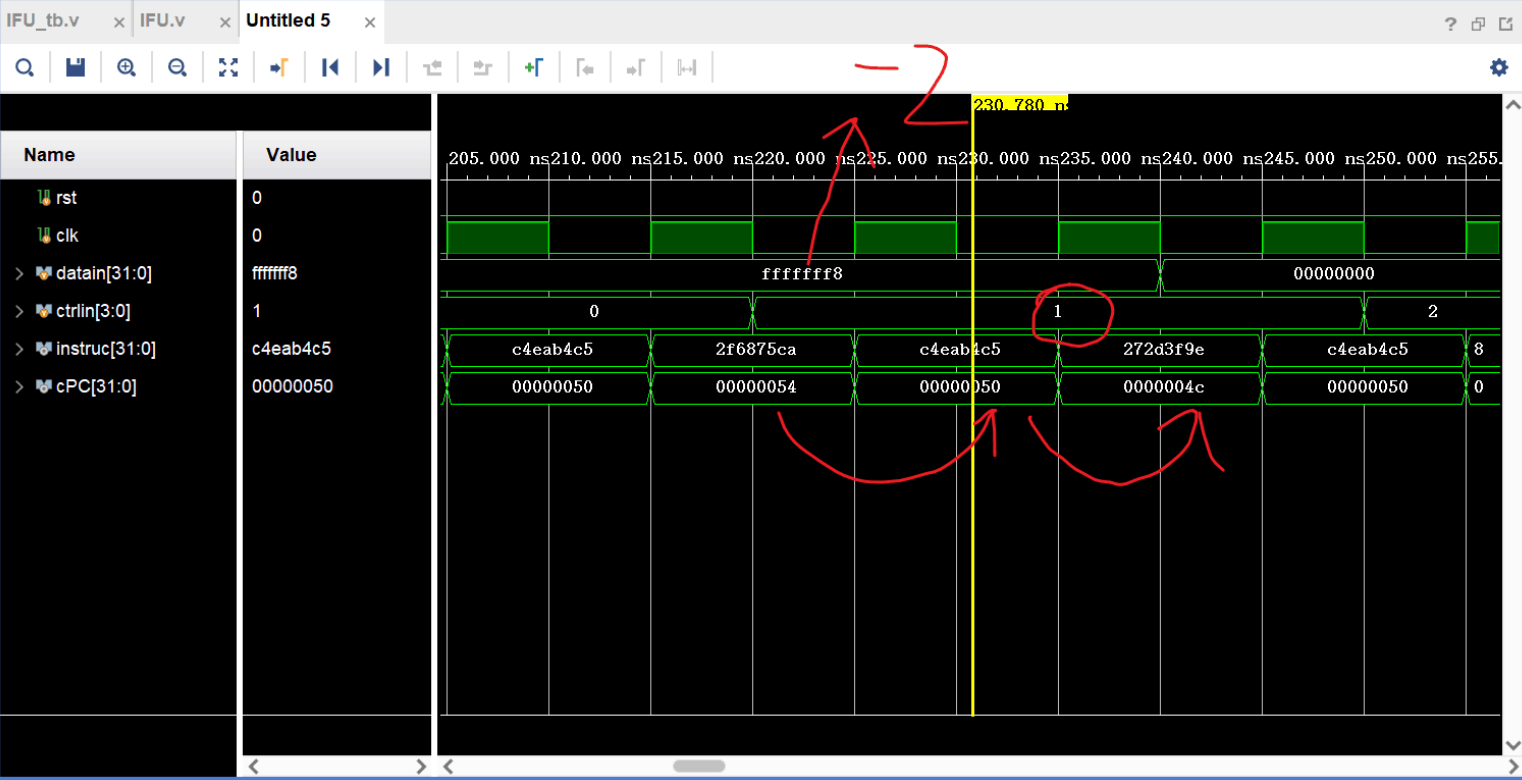 IFU_tb.v × IFU.v × Untitled 5 ×
?
-2
230.780 ns
Name Value
205.000 ns 210.000 ns 215.000 ns 220.000 ns 225.000 ns 230.000 ns 235.000 ns 240.000 ns 245.000 ns 250.000 ns 255.
rst 0
clk 0
datain[31:0] fffffff8 fffffff8 00000000
ctrlin[3:0] 1 0 1 2
instruc[31:0] c4eab4c5 c4eab4c5 2f6875ca c4eab4c5 272d3f9e c4eab4c5 8
cPC[31:0] 00000050 00000050 00000054 00000050 0000004c 00000050 0